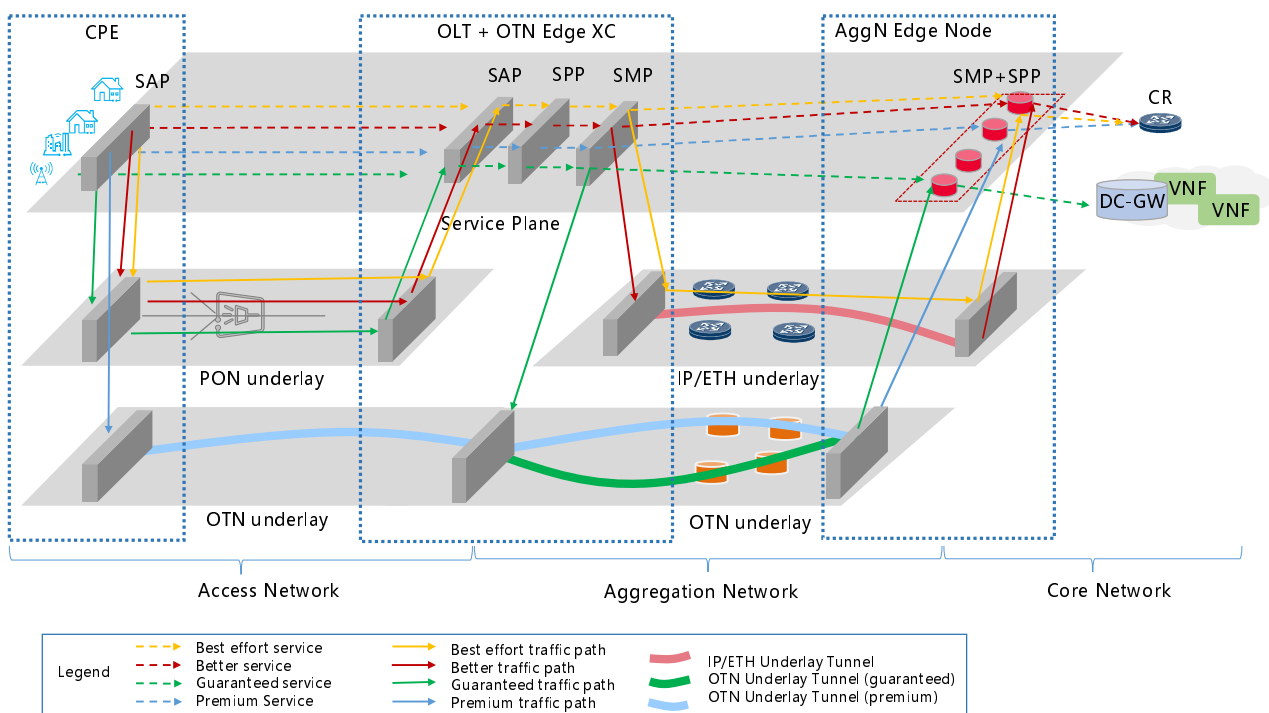 CPE
OLT + OTN Edge XC
AggN Edge Node
SAP
SAP
SPP
SMP
SMP+SPP
CR
DC-GW
VNF
VNF
Service Plane
PON underlay
IP/ETH underlay
OTN underlay
OTN underlay
Access Network
Aggregation Network
Core Network
Legend
Best effort service
Better service
Guaranteed service
Premium Service
Best effort traffic path
Better traffic path
Guaranteed traffic path
Premium traffic path
IP/ETH Underlay Tunnel
OTN Underlay Tunnel (guaranteed)
OTN Underlay Tunnel (premium)